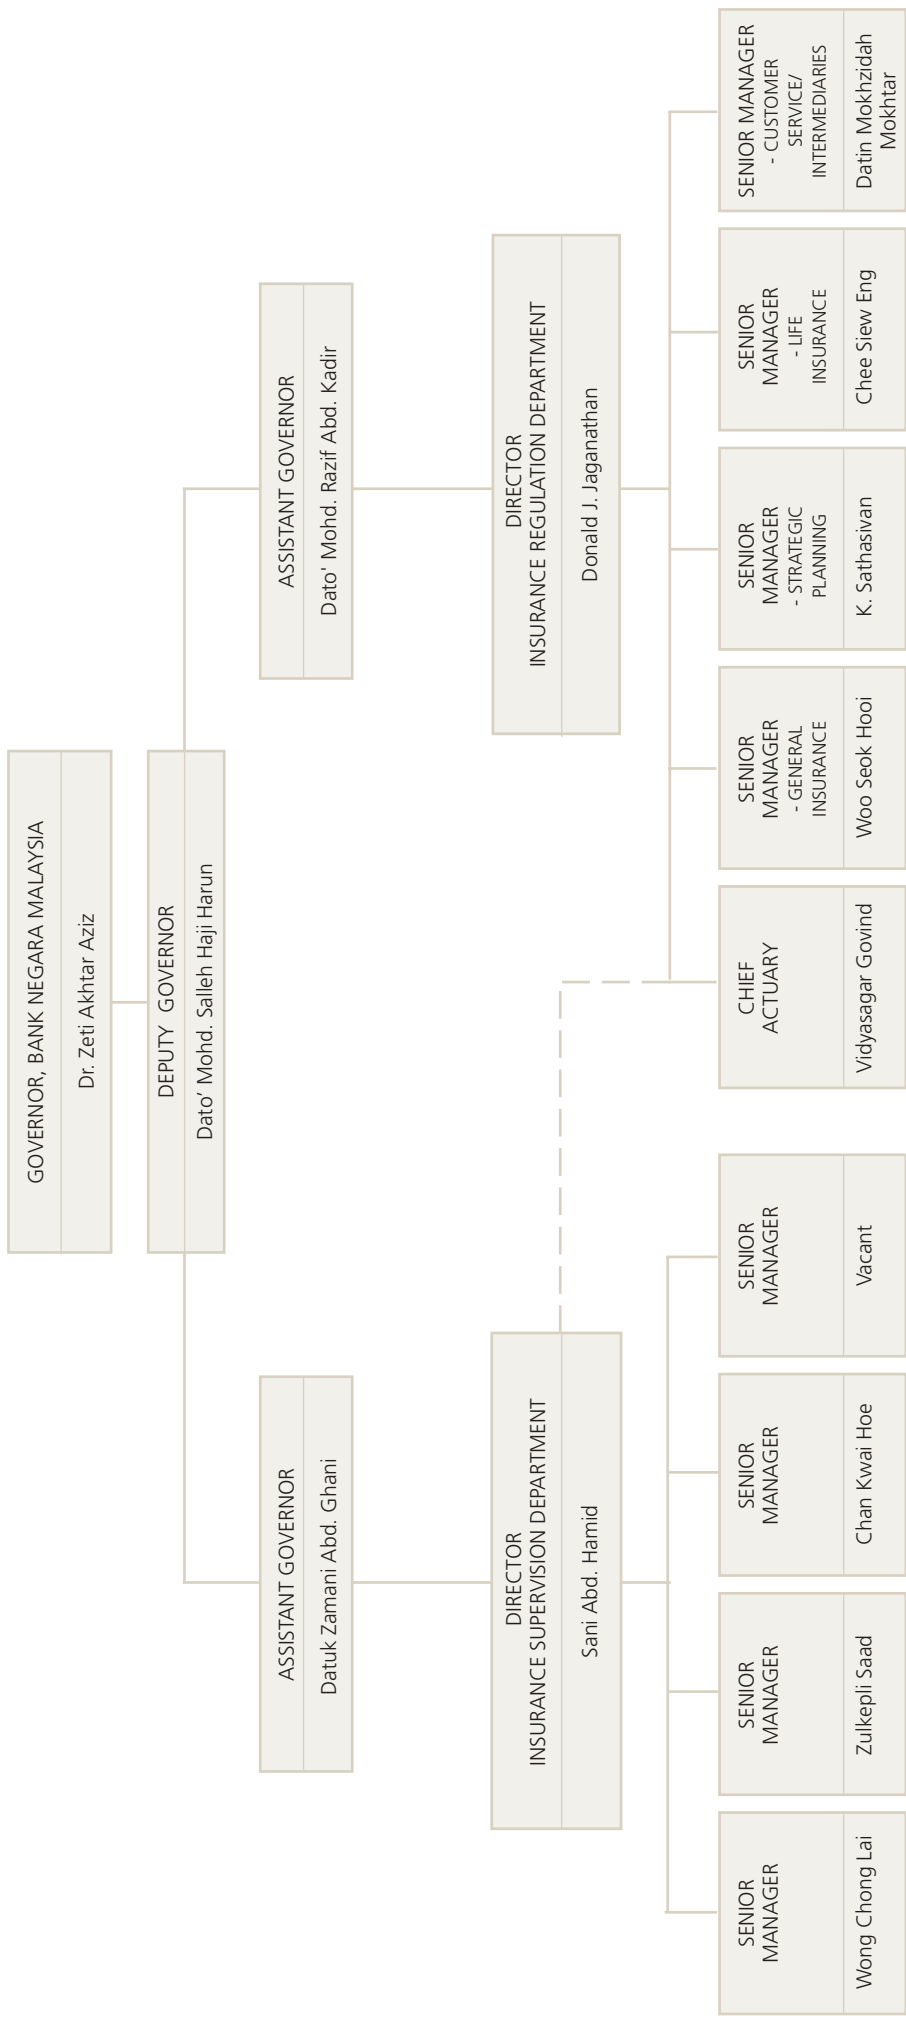 GOVERNOR, BANK NEGARA MALAYSIA
Dr. Zeti Akhtar Aziz
DEPUTY GOVERNOR
Dato’ Mohd. Salleh Haji Harun
ASSISTANT GOVERNOR
Datuk Zamani Abd. Ghani
ASSISTANT GOVERNOR
Dato' Mohd. Razif Abd. Kadir
DIRECTOR
INSURANCE SUPERVISION DEPARTMENT
Sani Abd. Hamid
DIRECTOR
INSURANCE REGULATION DEPARTMENT
Donald J. Jaganathan
SENIOR
MANAGER
Wong Chong Lai
SENIOR
MANAGER
Zulkepli Saad
SENIOR
MANAGER
Chan Kwai Hoe
SENIOR
MANAGER
Vacant
CHIEF
ACTUARY
Vidyasagar Govind
SENIOR
MANAGER
- GENERAL
INSURANCE
Woo Seok Hooi
SENIOR
MANAGER
- STRATEGIC
PLANNING
K. Sathasivan
SENIOR
MANAGER
- LIFE
INSURANCE
Chee Siew Eng
SENIOR MANAGER
- CUSTOMER
SERVICE/
INTERMEDIARIES
Datin Mokhzidah
Mokhtar